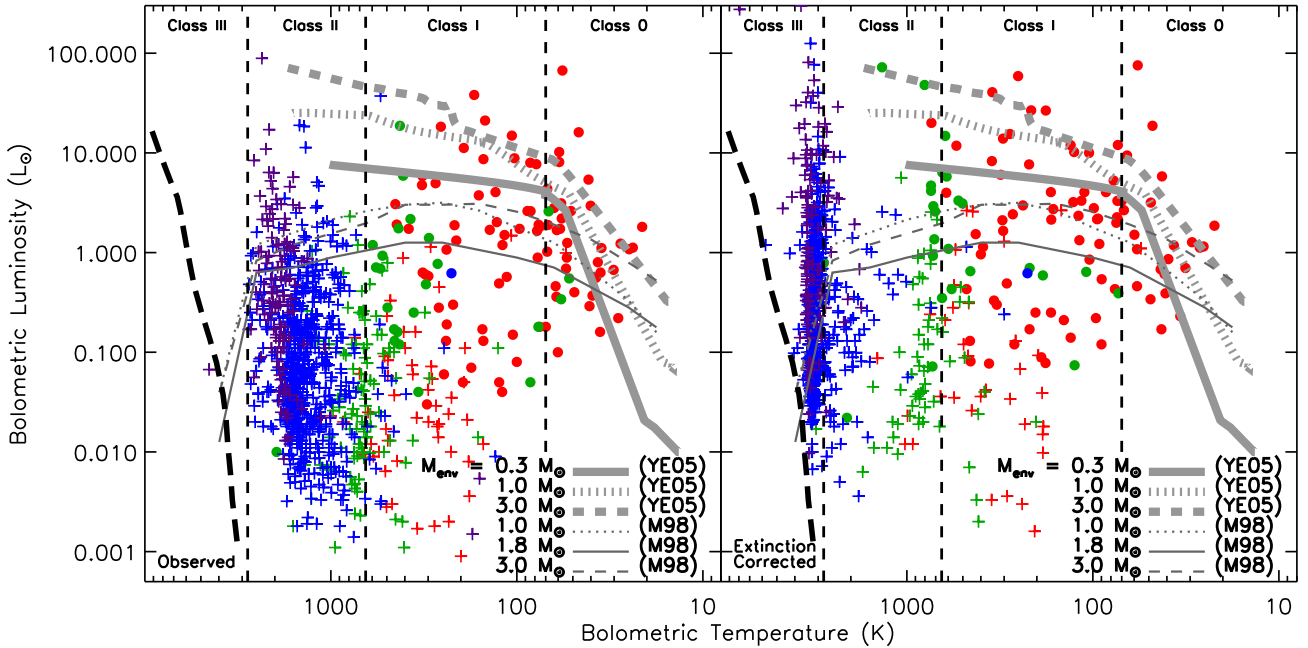 Class III Class II Class I Class 0 Class III Class II Class I Class 0
100.000
10.000
1.000
0.100
0.010
0.001
Bolometric Luminosity (L⊙)
M_env = 0.3 M⊙ (YE05)
1.0 M⊙ (YE05)
3.0 M⊙ (YE05)
1.0 M⊙ (M98)
1.8 M⊙ (M98)
3.0 M⊙ (M98)
Observed
M_env = 0.3 M⊙ (YE05)
1.0 M⊙ (YE05)
3.0 M⊙ (YE05)
1.0 M⊙ (M98)
1.8 M⊙ (M98)
3.0 M⊙ (M98)
Extinction
Corrected
1000 100 10 1000 100 10
Bolometric Temperature (K)